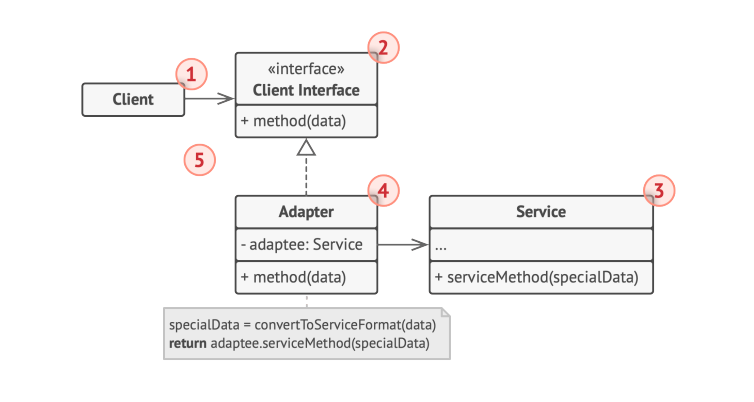 1
2
«interface»
Client Interface
Client
+ method(data)
5
4
3
Adapter
Service
- adaptee: Service
...
+ method(data)
+ serviceMethod(specialData)
specialData = convertToServiceFormat(data)
return adaptee.serviceMethod(specialData)